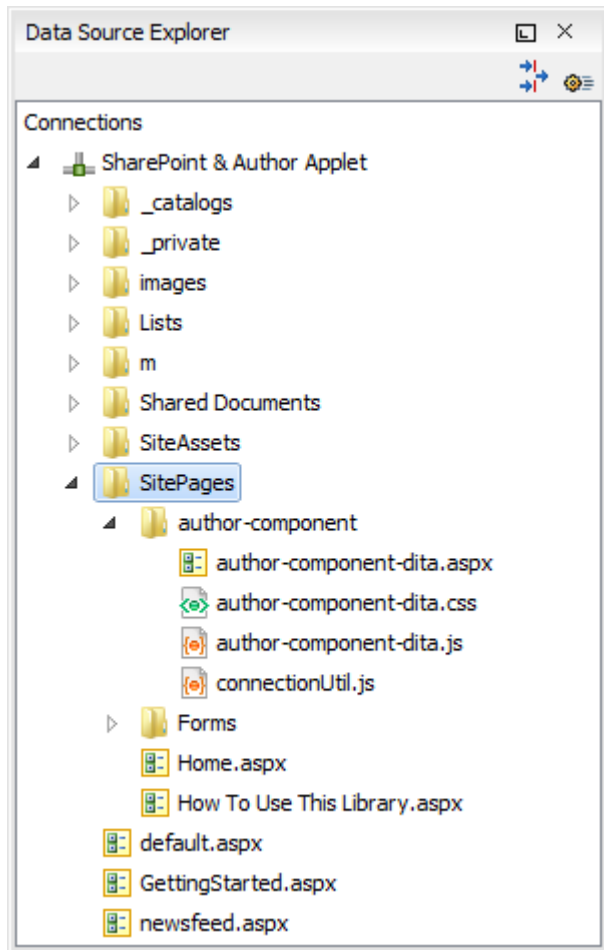 Data Source Explorer
Connections
SharePoint & Author Applet
_catalogs
_private
images
Lists
m
Shared Documents
SiteAssets
SitePages
author-component
author-component-dita.aspx
author-component-dita.css
author-component-dita.js
connectionUtil.js
Forms
Home.aspx
How To Use This Library.aspx
default.aspx
GettingStarted.aspx
newsfeed.aspx